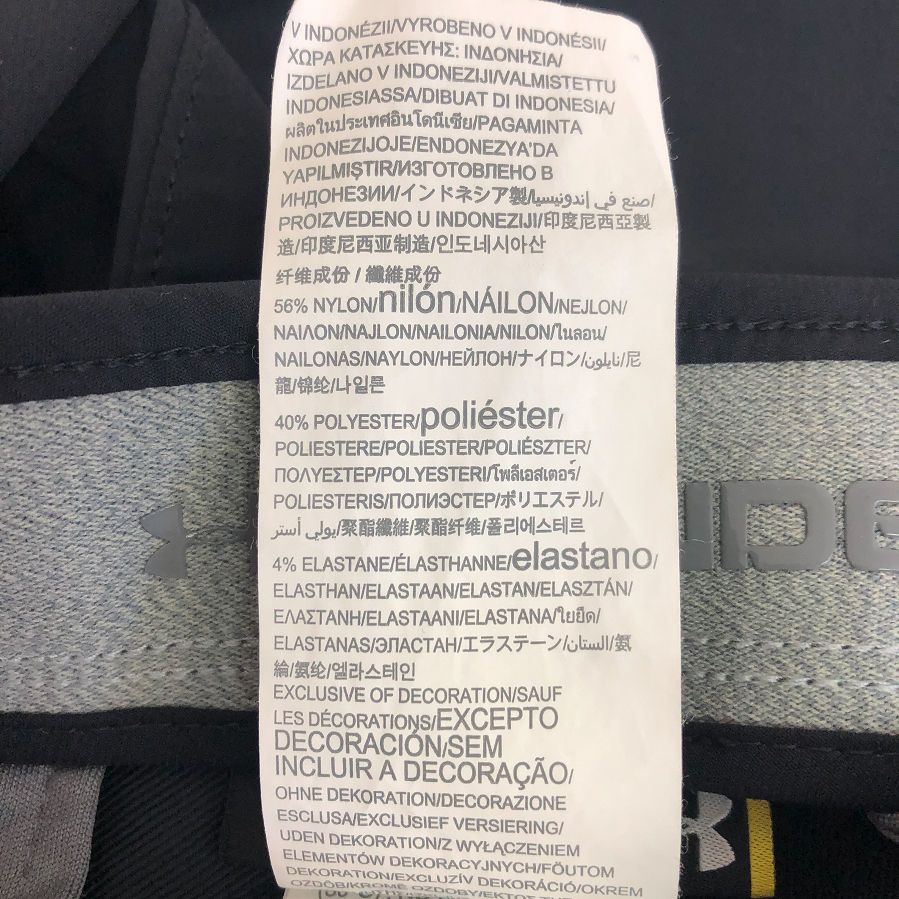 V INDONÉZII/VYROBENO V INDONÉSII/
ΧΩΡΑ ΚΑΤΑΣΚΕΥΗΣ: ΙΝΔΟΝΗΣΙΑ/
IZDELANO V INDONEZIJI/VALMISTETTU
INDONESIASSA/DIBUAT DI INDONESIA/
ผลิตในประเทศอินโดนีเซีย/PAGAMINTA
INDONEZIJOJE/ENDONEZYA'DA
YAPILMIŞTIR/ИЗГОТОВЛЕНО В
ИНДОНЕЗИИ/インドネシア製/صنع في إندونيسيا/
PROIZVEDENO U INDONEZIJI/印度尼西亞製
造/印度尼西亚制造/인도네시아산
纤维成份 / 纖維成份
56% NYLON/nilón/NÁILON/NEJLON/
ΝΑΙΛΟΝ/NAJLON/NAILONIA/NILON/ไนลอน/
NAILONAS/NAYLON/НЕЙЛОН/ナイロン/نايلون/尼
龍/锦纶/나일론
40% POLYESTER/poliéster/
POLIESTERE/POLIESTER/POLIÉSZTER/
ΠΟΛΥΕΣΤΕΡ/POLYESTERI/โพลีเอสเตอร์/
POLIESTERIS/ПОЛИЭСТЕР/ポリエステル/
بولي أستر/聚酯纖維/聚酯纤维/폴리에스테르
4% ELASTANE/ÉLASTHANNE/elastano/
ELASTHAN/ELASTAAN/ELASTAN/ELASZTÁN/
ΕΛΑΣΤΑΝΗ/ELASTAANI/ELASTANA/ใยยืด/
ELASTANAS/ЭЛАСТАН/エラステーン/الستان/氨
綸/氨纶/엘라스테인
EXCLUSIVE OF DECORATION/SAUF
LES DÉCORATIONS/EXCEPTO
DECORACIÓN/SEM
INCLUIR A DECORAÇÃO/
OHNE DEKORATION/DECORAZIONE
ESCLUSA/EXCLUSIEF VERSIERING/
UDEN DEKORATION/Z WYŁĄCZENIEM
ELEMENTÓW DEKORACYJNYCH/FÖUTOM
DEKORATION/EXKLUZÍV DEKORÁCIÓ/OKREM
OZDÔB/KROMĚ OZDOBY/ΕΚΤΟΣ ΤΗΣ
NDE